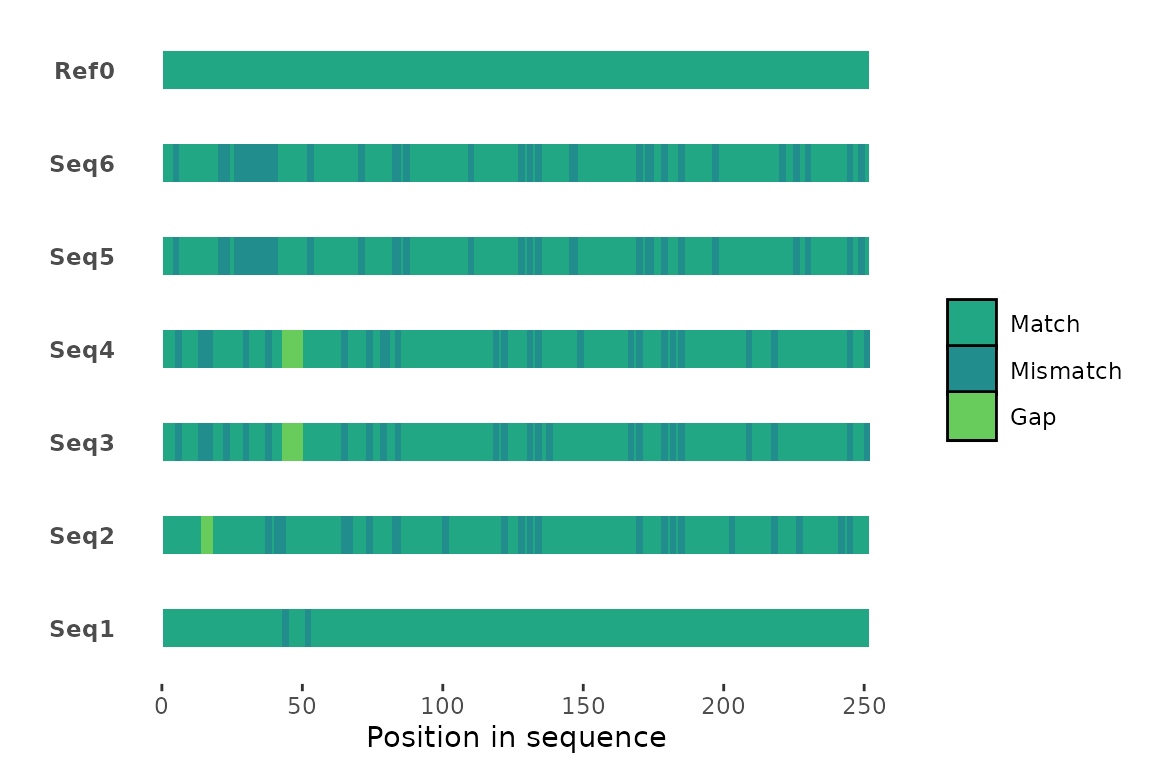 Ref0
Seq6
Seq5
Seq4
Seq3
Seq2
Seq1
0 50 100 150 200 250
Position in sequence
Match
Mismatch
Gap